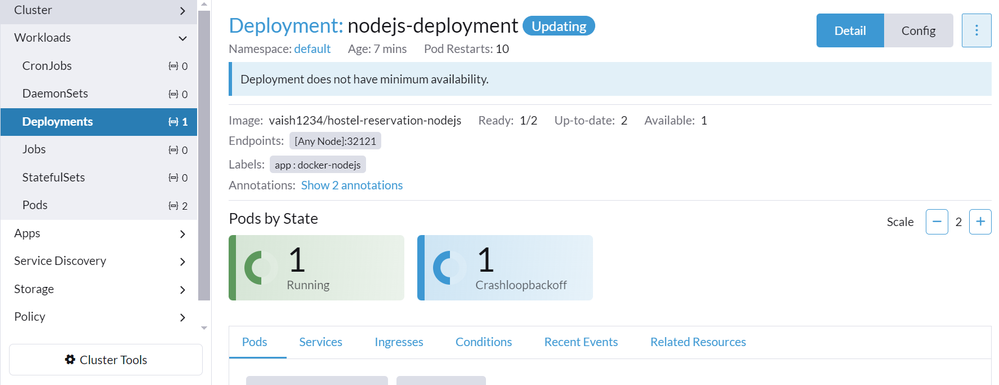 Cluster
Workloads
CronJobs 0
DaemonSets 0
Deployments 1
Jobs 0
StatefulSets 0
Pods 2
Apps
Service Discovery
Storage
Policy
Cluster Tools
Deployment: nodejs-deployment Updating
Namespace: default Age: 7 mins Pod Restarts: 10
Detail Config
Deployment does not have minimum availability.
Image: vaish1234/hostel-reservation-nodejs Ready: 1/2 Up-to-date: 2 Available: 1
Endpoints: [Any Node]:32121
Labels: app : docker-nodejs
Annotations: Show 2 annotations
Pods by State
Scale 2
1
Running
1
Crashloopbackoff
Pods Services Ingresses Conditions Recent Events Related Resources